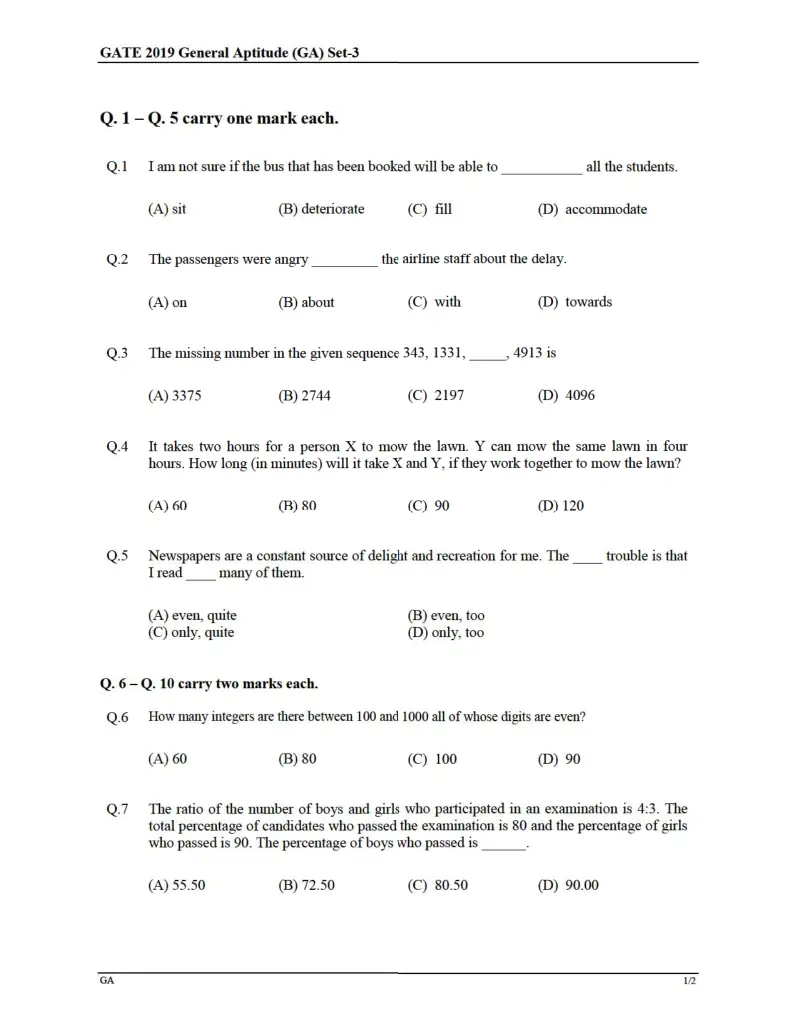 GATE 2019 General Aptitude (GA) Set-3
Q. 1 – Q. 5 carry one mark each.
Q.1 I am not sure if the bus that has been booked will be able to ___________ all the students.
(A) sit (B) deteriorate (C) fill (D) accommodate
Q.2 The passengers were angry _________ the airline staff about the delay.
(A) on (B) about (C) with (D) towards
Q.3 The missing number in the given sequence 343, 1331, _____, 4913 is
(A) 3375 (B) 2744 (C) 2197 (D) 4096
Q.4 It takes two hours for a person X to mow the lawn. Y can mow the same lawn in four
hours. How long (in minutes) will it take X and Y, if they work together to mow the lawn?
(A) 60 (B) 80 (C) 90 (D) 120
Q.5 Newspapers are a constant source of delight and recreation for me. The ____ trouble is that
I read ____ many of them.
(A) even, quite (B) even, too
(C) only, quite (D) only, too
Q. 6 – Q. 10 carry two marks each.
Q.6 How many integers are there between 100 and 1000 all of whose digits are even?
(A) 60 (B) 80 (C) 100 (D) 90
Q.7 The ratio of the number of boys and girls who participated in an examination is 4:3. The
total percentage of candidates who passed the examination is 80 and the percentage of girls
who passed is 90. The percentage of boys who passed is ______.
(A) 55.50 (B) 72.50 (C) 80.50 (D) 90.00
GA 1/2